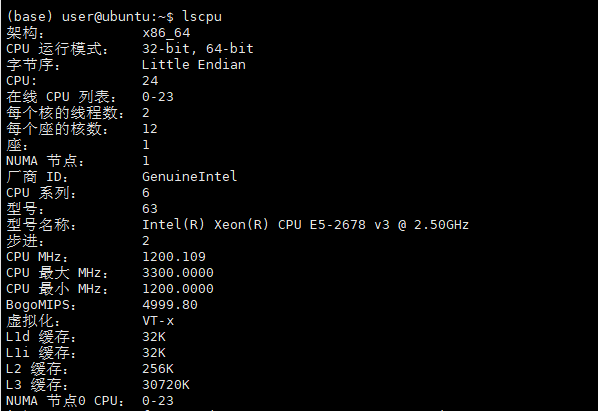 (base) user@ubuntu:~$ lscpu
架构： x86_64
CPU 运行模式： 32-bit, 64-bit
字节序： Little Endian
CPU: 24
在线 CPU 列表： 0-23
每个核的线程数： 2
每个座的核数： 12
座： 1
NUMA 节点： 1
厂商 ID： GenuineIntel
CPU 系列： 6
型号： 63
型号名称： Intel(R) Xeon(R) CPU E5-2678 v3 @ 2.50GHz
步进： 2
CPU MHz： 1200.109
CPU 最大 MHz： 3300.0000
CPU 最小 MHz： 1200.0000
BogoMIPS： 4999.80
虚拟化： VT-x
L1d 缓存： 32K
L1i 缓存： 32K
L2 缓存： 256K
L3 缓存： 30720K
NUMA 节点0 CPU： 0-23